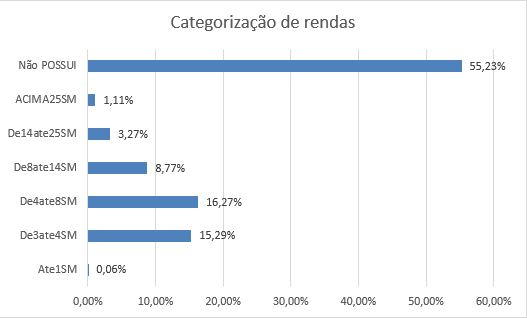 Categorização de rendas
Não POSSUI 55,23%
ACIMA25SM 1,11%
De14ate25SM 3,27%
De8ate14SM 8,77%
De4ate8SM 16,27%
De3ate4SM 15,29%
Ate1SM 0,06%
0,00% 10,00% 20,00% 30,00% 40,00% 50,00% 60,00%